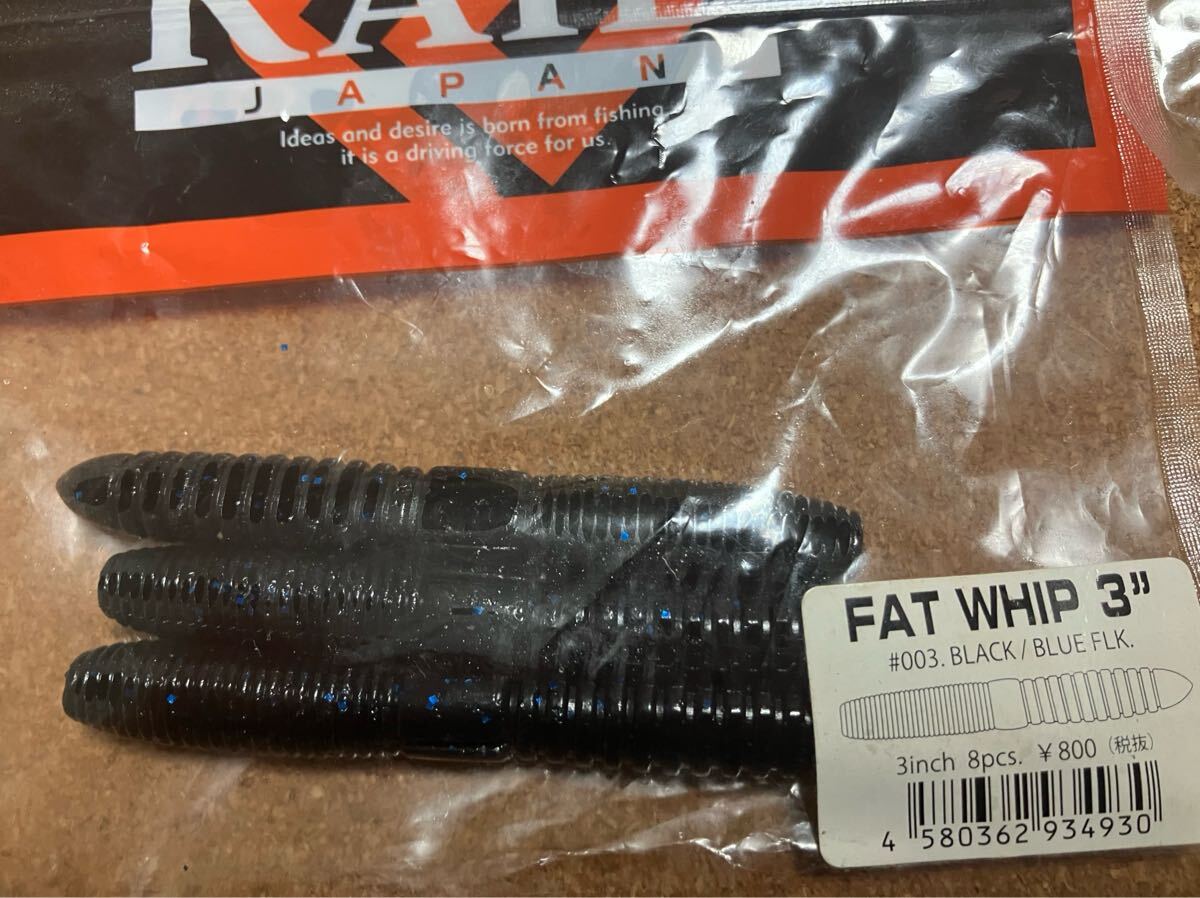 JAPAN
Ideas and desire is born from fishing
it is a driving force for us.
FAT WHIP 3”
#003. BLACK / BLUE FLK.
3inch 8pcs. ¥800 (税抜)
4 580362 934930